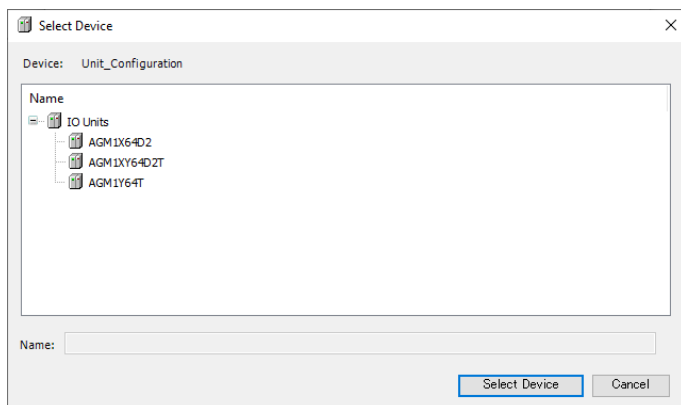 Select Device
Device: Unit_Configuration
Name
IO Units
AGM1X64D2
AGM1XY64D2T
AGM1Y64T
Name:
Select Device Cancel